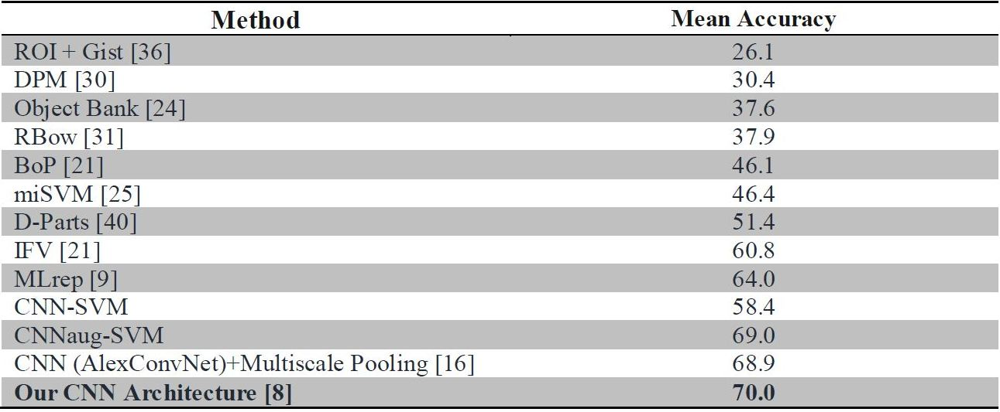 Method Mean Accuracy
ROI + Gist [36] 26.1
DPM [30] 30.4
Object Bank [24] 37.6
RBow [31] 37.9
BoP [21] 46.1
miSVM [25] 46.4
D-Parts [40] 51.4
IFV [21] 60.8
MLrep [9] 64.0
CNN-SVM 58.4
CNNaug-SVM 69.0
CNN (AlexConvNet)+Multiscale Pooling [16] 68.9
Our CNN Architecture [8] 70.0